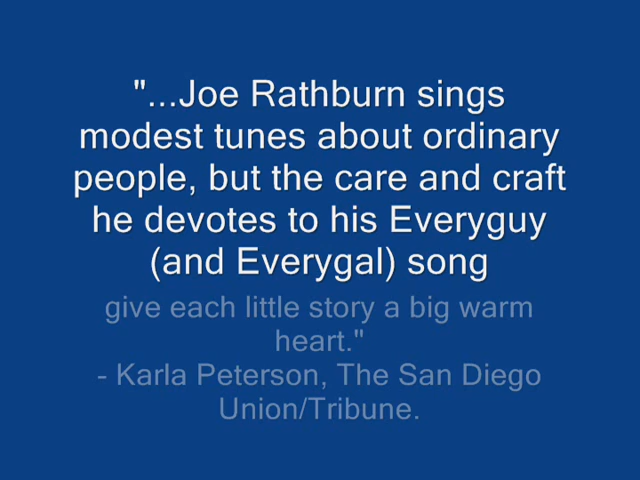 "...Joe Rathburn sings
modest tunes about ordinary
people, but the care and craft
he devotes to his Everyguy
(and Everygal) song
give each little story a big warm
heart."
- Karla Peterson, The San Diego
Union/Tribune.